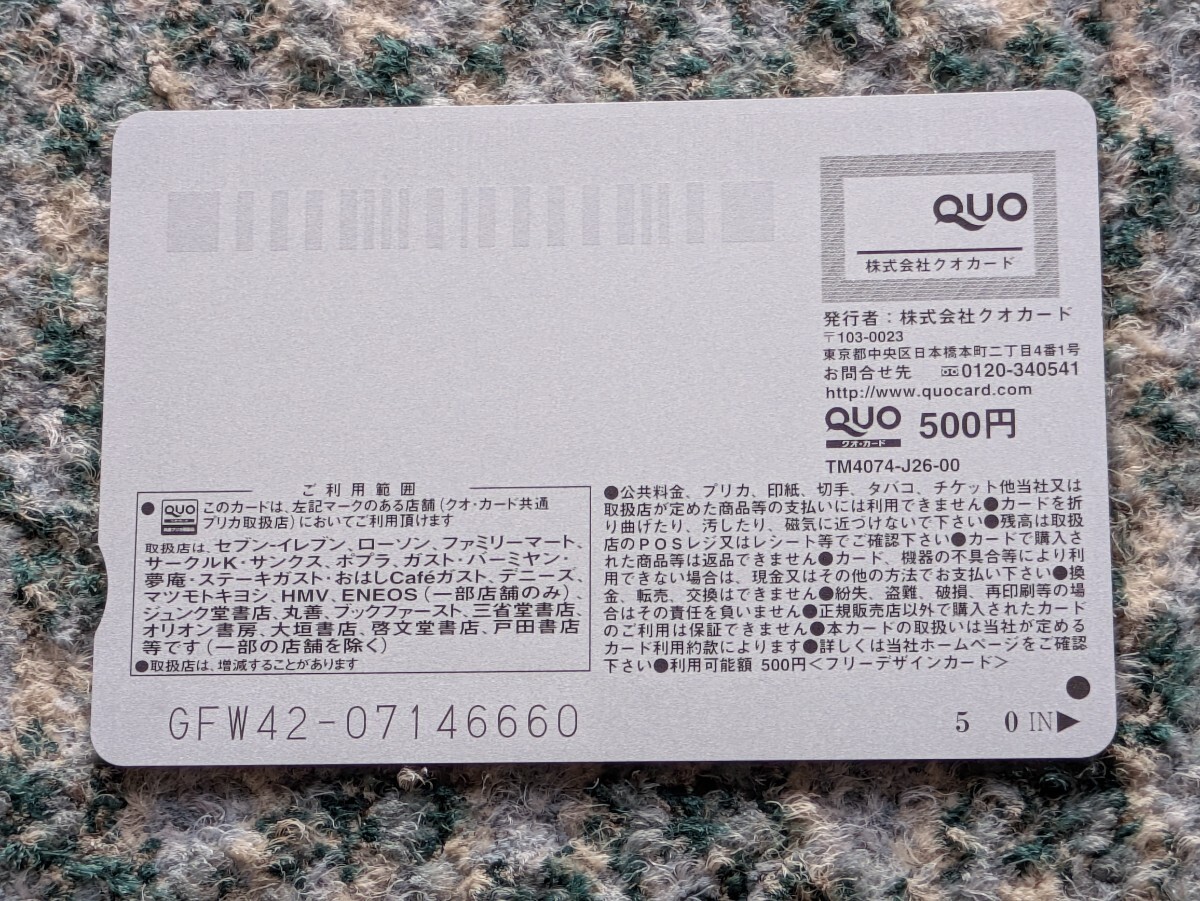 QUO
株式会社クオカード
発行者：株式会社クオカード
〒103-0023
東京都中央区日本橋本町二丁目4番1号
お問合せ先 0120-340541
http://www.quocard.com
QUO 500円
クオ・カード
TM4074-J26-00
ご利用範囲
●QUO このカードは、左記マークのある店舗（クオ・カード共通
プリカ取扱店）においてご利用頂けます
取扱店は、セブン-イレブン、ローソン、ファミリーマート、
サークルK・サンクス、ポプラ、ガスト・バーミヤン・
夢庵・ステーキガスト・おはしCaféガスト、デニーズ、
マツモトキヨシ、HMV、ENEOS（一部店舗のみ）、
ジュンク堂書店、丸善、ブックファースト、三省堂書店、
オリオン書房、大垣書店、啓文堂書店、戸田書店
等です（一部の店舗を除く）
●取扱店は、増減することがあります
●公共料金、プリカ、印紙、切手、タバコ、チケット他当社又は
取扱店が定めた商品等の支払いには利用できません●カードを折
り曲げたり、汚したり、磁気に近づけないで下さい●残高は取扱
店のPOSレジ又はレシート等でご確認下さい●カードで購入さ
れた商品等は返品できません●カード、機器の不具合等により利
用できない場合は、現金又はその他の方法でお支払い下さい●換
金、転売、交換はできません●紛失、盗難、破損、再印刷等の場
合はその責任を負いません●正規販売店以外で購入されたカード
のご利用は保証できません●本カードの取扱いは当社が定める
カード利用約款によります●詳しくは当社ホームページをご確認
下さい●利用可能額 500円＜フリーデザインカード＞
GFW42-07146660
5 0 IN▶